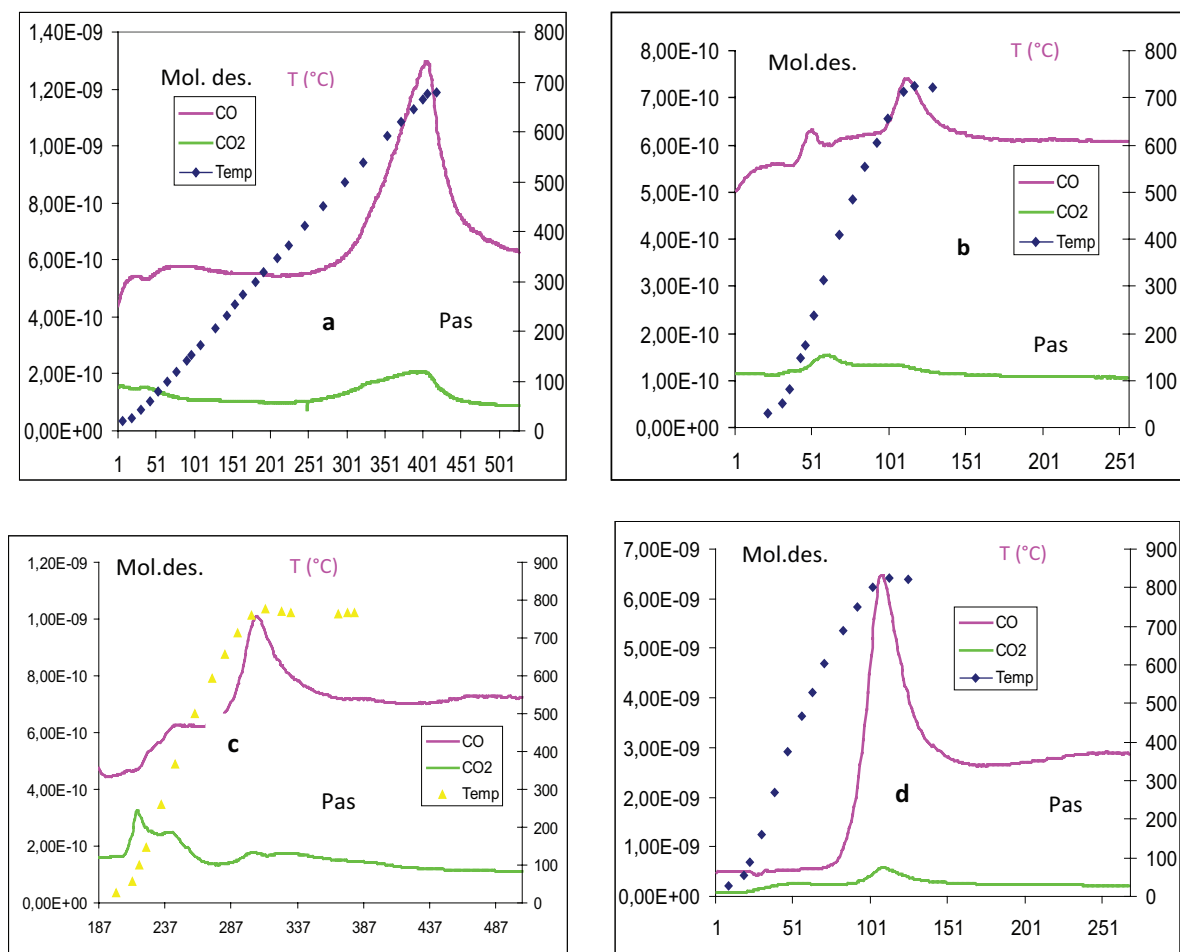 1,40E-09
1,20E-09
1,00E-09
8,00E-10
6,00E-10
4,00E-10
2,00E-10
0,00E+00
Mol. des.
T (°C)
CO
CO2
Temp
a
Pas
800
700
600
500
400
300
200
100
0
1 51 101 151 201 251 301 351 401 451 501
8,00E-10
7,00E-10
6,00E-10
5,00E-10
4,00E-10
3,00E-10
2,00E-10
1,00E-10
0,00E+00
Mol.des.
T (°C)
CO
CO2
Temp
b
Pas
800
700
600
500
400
300
200
100
0
1 51 101 151 201 251
1,20E-09
1,00E-09
8,00E-10
6,00E-10
4,00E-10
2,00E-10
0,00E+00
Mol.des.
T (°C)
c
CO
CO2
Temp
Pas
900
800
700
600
500
400
300
200
100
0
187 237 287 337 387 437 487
7,00E-09
6,00E-09
5,00E-09
4,00E-09
3,00E-09
2,00E-09
1,00E-09
0,00E+00
Mol.des.
T (°C)
CO
CO2
Temp
d
Pas
900
800
700
600
500
400
300
200
100
0
1 51 101 151 201 251